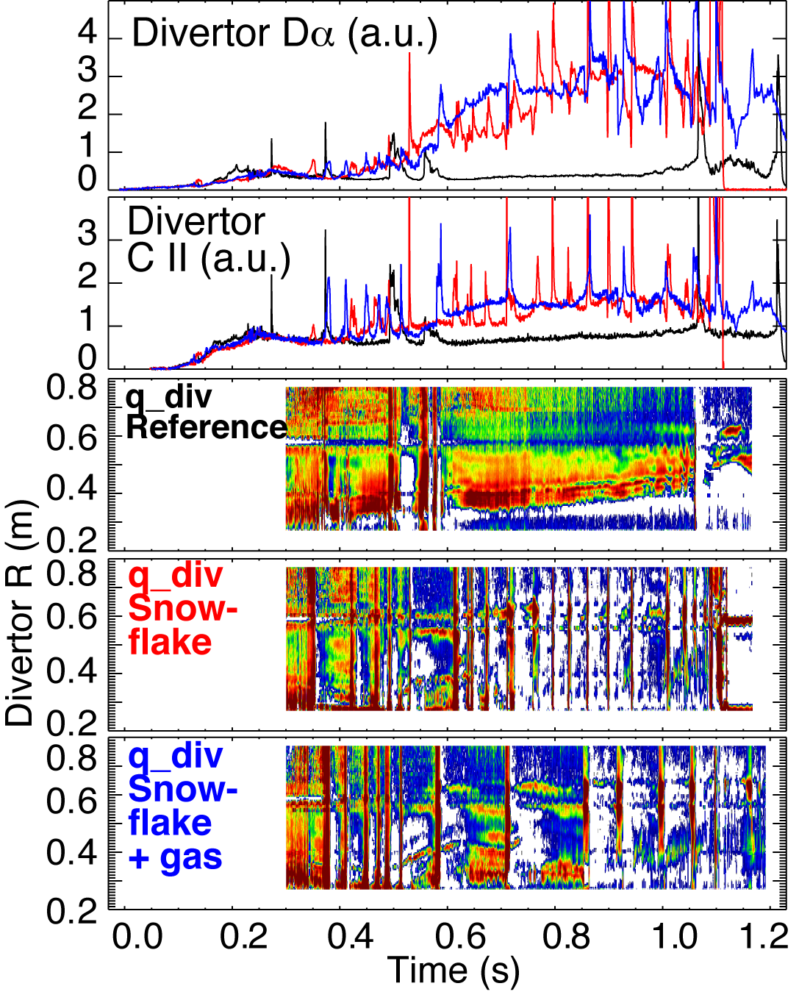 Divertor Dα (a.u.)
4
3
2
1
0
Divertor
C II (a.u.)
3
2
1
0
Divertor R (m)
0.8
0.6
0.4
0.2
q_div
Reference
0.8
0.6
0.4
0.2
q_div
Snow-
flake
0.8
0.6
0.4
0.2
q_div
Snow-
flake
+ gas
0.0 0.2 0.4 0.6 0.8 1.0 1.2
Time (s)